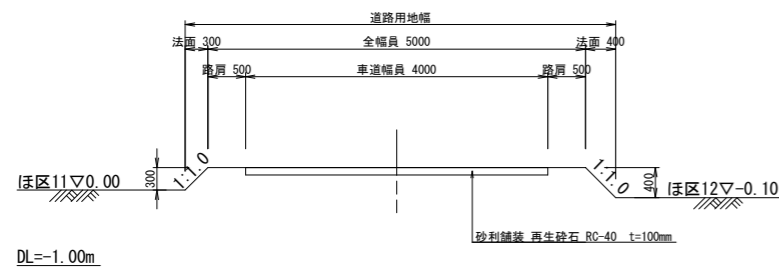 道路用地幅
法面 300
全幅員 5000
法面 400
路肩 500
車道幅員 4000
路肩 500
1:1.0
1:1.0
300
400
ほ区11▽0.00
ほ区12▽-0.10
砂利舗装 再生砕石 RC-40 t=100mm
DL=-1.00m